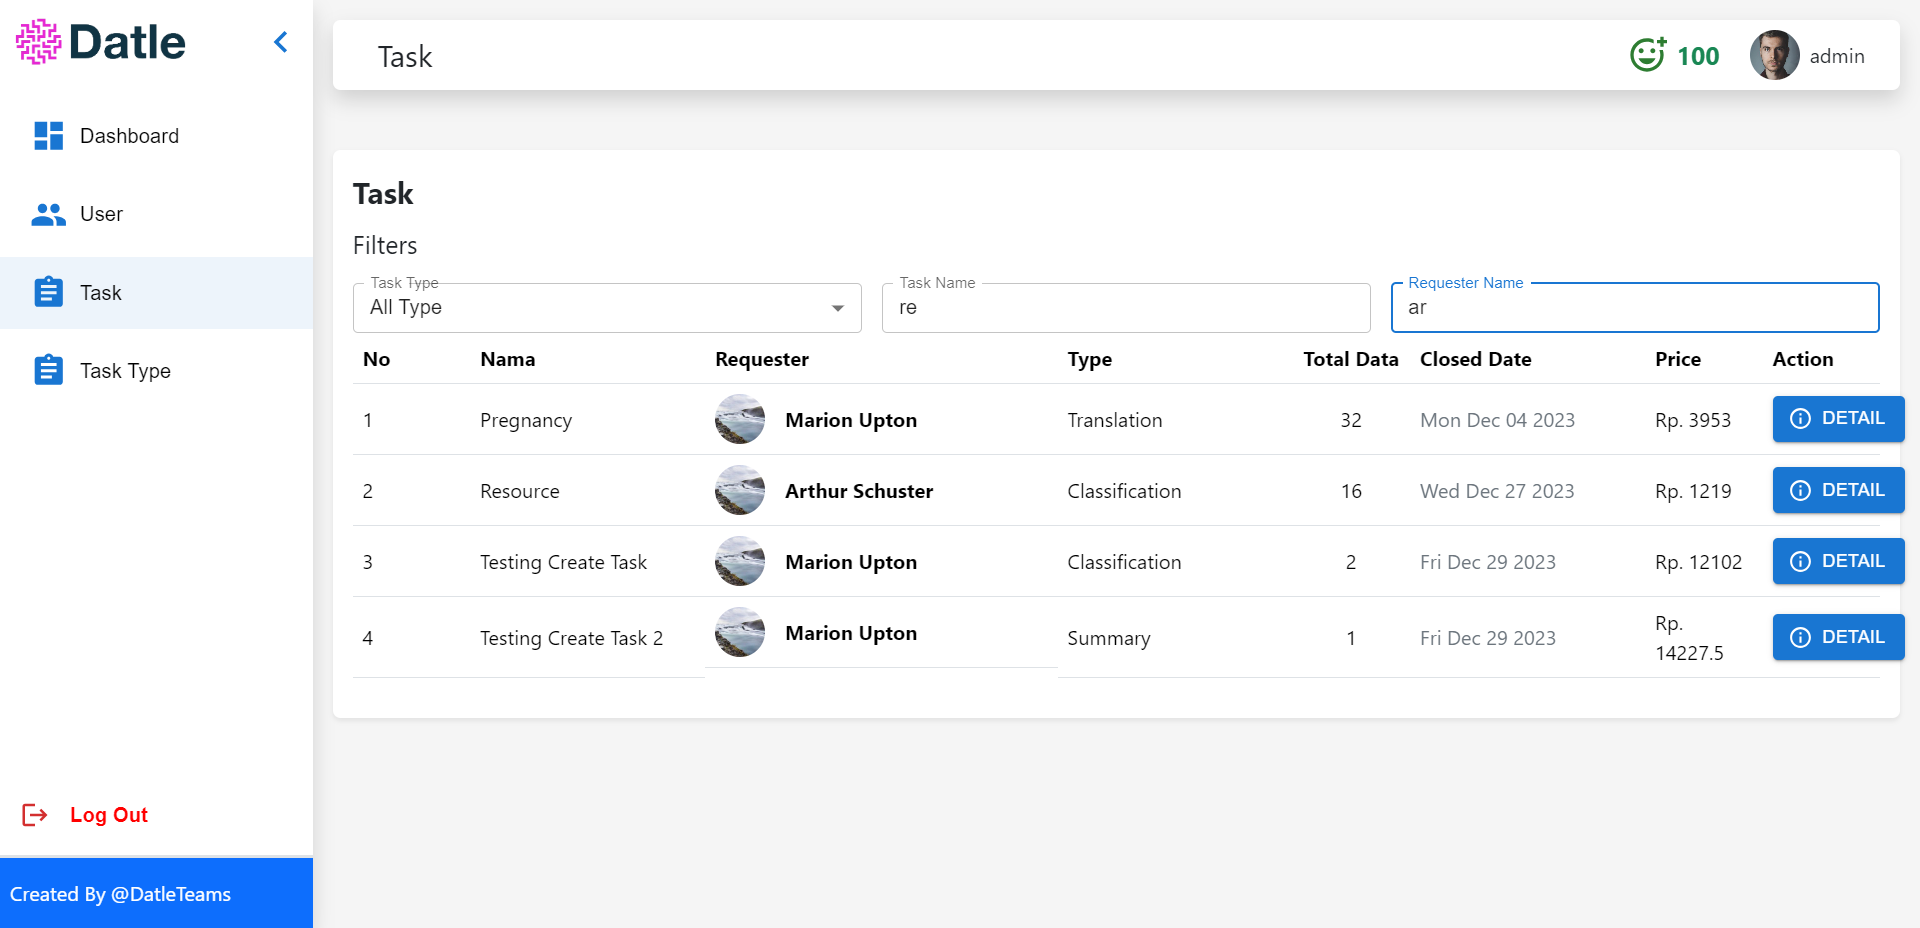 Datle
Task
100
admin
Dashboard
User
Task
Task Type
Log Out
Created By @DatleTeams
Task
Filters
Task Type
All Type
Task Name
re
Requester Name
ar
No Nama Requester Type Total Data Closed Date Price Action
1 Pregnancy Marion Upton Translation 32 Mon Dec 04 2023 Rp. 3953 DETAIL
2 Resource Arthur Schuster Classification 16 Wed Dec 27 2023 Rp. 1219 DETAIL
3 Testing Create Task Marion Upton Classification 2 Fri Dec 29 2023 Rp. 12102 DETAIL
4 Testing Create Task 2 Marion Upton Summary 1 Fri Dec 29 2023 Rp.
14227.5 DETAIL